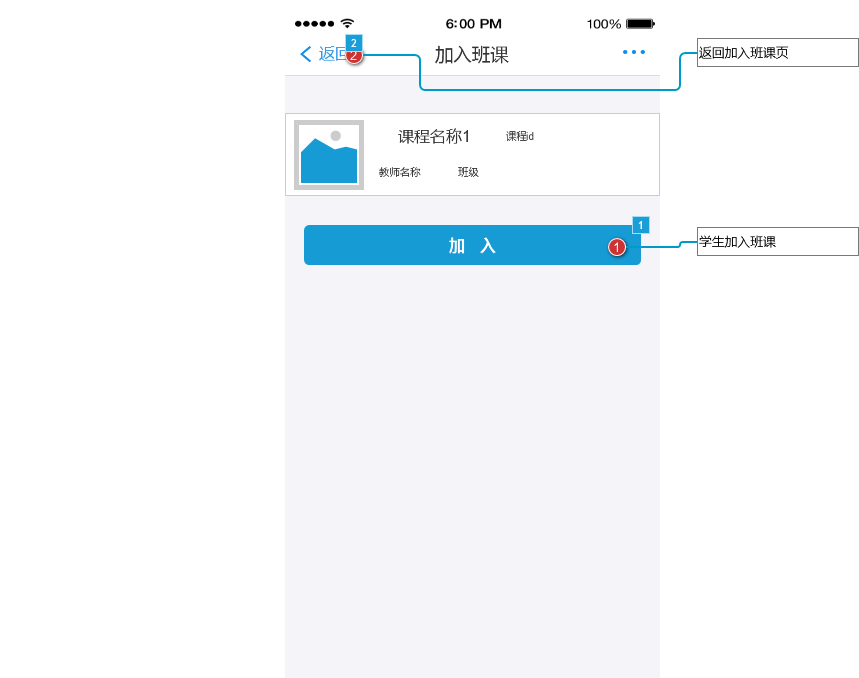 6:00 PM 100%
返回 2 2 加入班课 返回加入班课页
课程名称1 课程id
教师名称 班级
1
加 入 1 学生加入班课